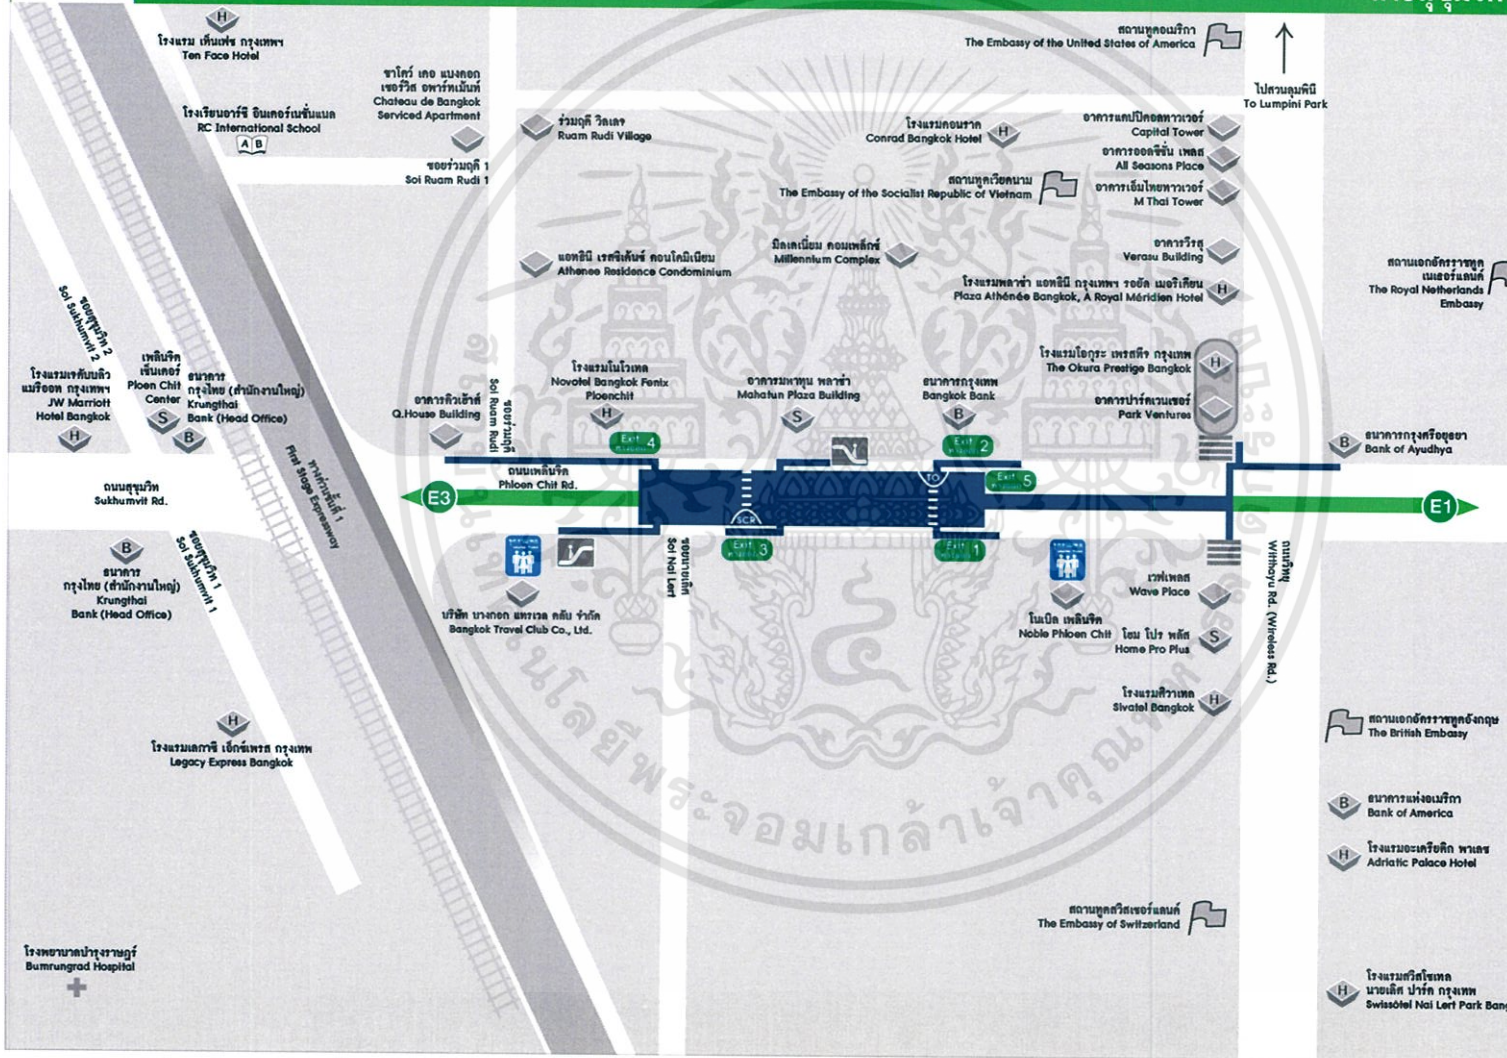 โรงแรม เท็นเฟซ กรุงเทพฯ
Ten Face Hotel
ชาโตว์ เดอ แบงคอก
เซอร์วิส อพาร์ทเม้นท์
Chateau de Bangkok
Serviced Apartment
โรงเรียนอาร์ซี อินเตอร์เนชั่นแนล
RC International School
A B
ซอยร่วมฤดี 1
Soi Ruam Rudi 1
ร่วมฤดี วิลเลจ
Ruam Rudi Village
สถานทูตอเมริกา
The Embassy of the United States of America
ไปสวนลุมพินี
To Lumpini Park
โรงแรมคอนราด
Conrad Bangkok Hotel
อาคารแคปปิตอลทาวเวอร์
Capital Tower
อาคารออลซีซั่น เพลส
All Seasons Place
สถานทูตเวียดนาม
The Embassy of the Socialist Republic of Vietnam
อาคารเอ็มไทยทาวเวอร์
M Thai Tower
แอทธินี เรสซิเด้นซ์ คอนโดมิเนียม
Athenee Residence Condominium
มิลเลเนี่ยม คอมเพล็กซ์
Millennium Complex
อาคารวีรสุ
Verasu Building
โรงแรมพลาซ่า แอทธินี กรุงเทพฯ รอยัล เมอริเดียน
Plaza Athénée Bangkok, A Royal Méridien Hotel
สถานเอกอัครราชทูต
เนเธอร์แลนด์
The Royal Netherlands
Embassy
ซอยสุขุมวิท 2
Soi Sukhumvit 2
โรงแรมเจดับบลิว
แมริออท กรุงเทพฯ
JW Marriott
Hotel Bangkok
เพลินจิต
เซ็นเตอร์
Ploen Chit
Center
ธนาคาร
กรุงไทย (สำนักงานใหญ่)
Krungthai
Bank (Head Office)
อาคารคิวเฮ้าส์
Q.House Building
ซอยร่วมฤดี
Soi Ruam Rudi
โรงแรมโนโวเทล
Novotel Bangkok Fenix
Ploenchit
อาคารมหาทุน พลาซ่า
Mahatun Plaza Building
ธนาคารกรุงเทพ
Bangkok Bank
โรงแรมโอกุระ เพรสทีจ กรุงเทพ
The Okura Prestige Bangkok
อาคารปาร์คเวนเชอร์
Park Ventures
ธนาคารกรุงศรีอยุธยา
Bank of Ayudhya
Exit 4
Exit 2
Exit 5
Exit 3
Exit 1
TO
SCR
E3
E1
ถนนสุขุมวิท
Sukhumvit Rd.
ถนนเพลินจิต
Phloen Chit Rd.
ทางด่วนขั้นที่ 1
First Stage Expressway
ซอยสุขุมวิท 1
Soi Sukhumvit 1
ซอยนายเลิศ
Soi Nai Lert
ถนนวิทยุ
Witthayu Rd. (Wireless Rd.)
ธนาคาร
กรุงไทย (สำนักงานใหญ่)
Krungthai
Bank (Head Office)
บริษัท บางกอก แทรเวล คลับ จำกัด
Bangkok Travel Club Co., Ltd.
โนเบิล เพลินจิต
Noble Phloen Chit
เวฟเพลส
Wave Place
โฮม โปร พลัส
Home Pro Plus
โรงแรมศิวาเทล
Sivatel Bangkok
โรงแรมเลกาซี เอ็กซ์เพรส กรุงเทพ
Legacy Express Bangkok
สถานเอกอัครราชทูตอังกฤษ
The British Embassy
ธนาคารแห่งอเมริกา
Bank of America
โรงแรมอะเดรียติก พาเลซ
Adriatic Palace Hotel
สถานทูตสวิสเซอร์แลนด์
The Embassy of Switzerland
โรงพยาบาลบำรุงราษฎร์
Bumrungrad Hospital
โรงแรมสวิสโซเทล
นายเลิศ ปาร์ค กรุงเทพ
Swissôtel Nai Lert Park